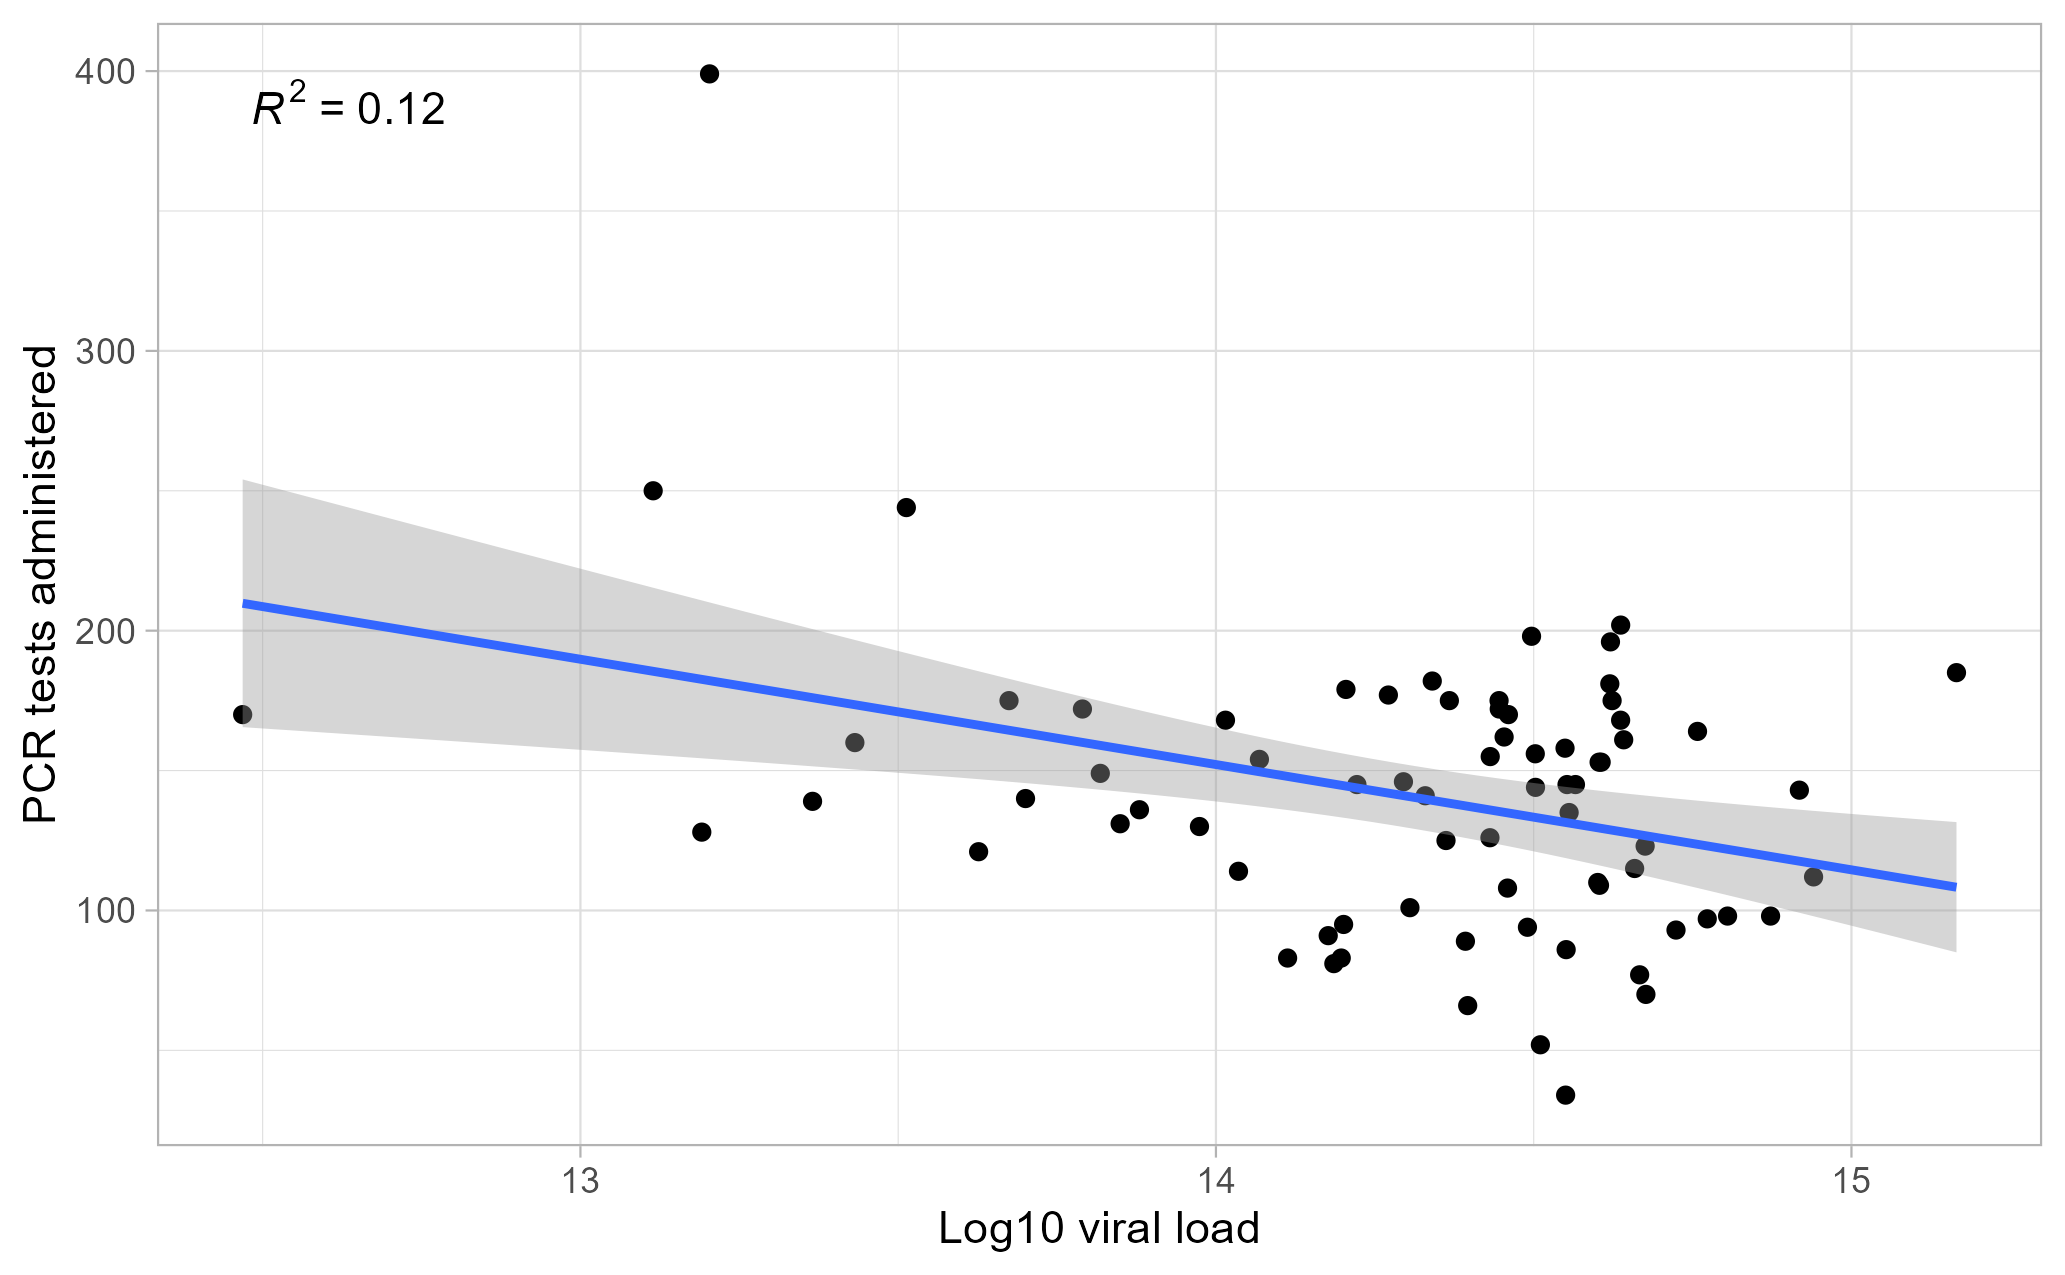 400
R² = 0.12
300
200
100
PCR tests administered
13 14 15
Log10 viral load